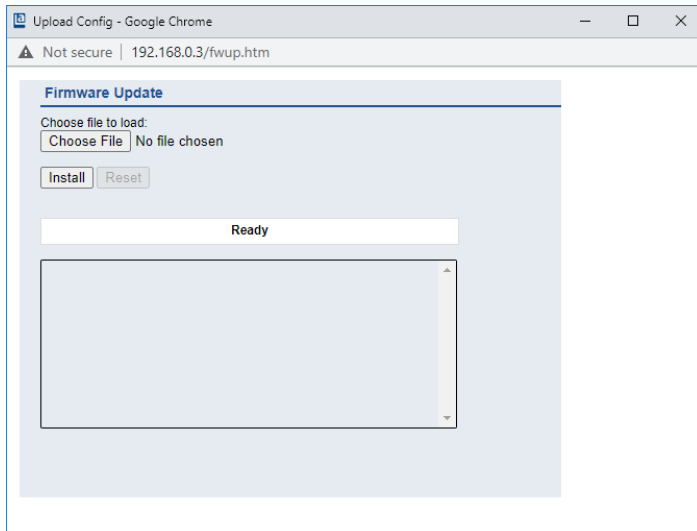 Upload Config - Google Chrome
Not secure | 192.168.0.3/fwup.htm
Firmware Update
Choose file to load:
Choose File No file chosen
Install Reset
Ready